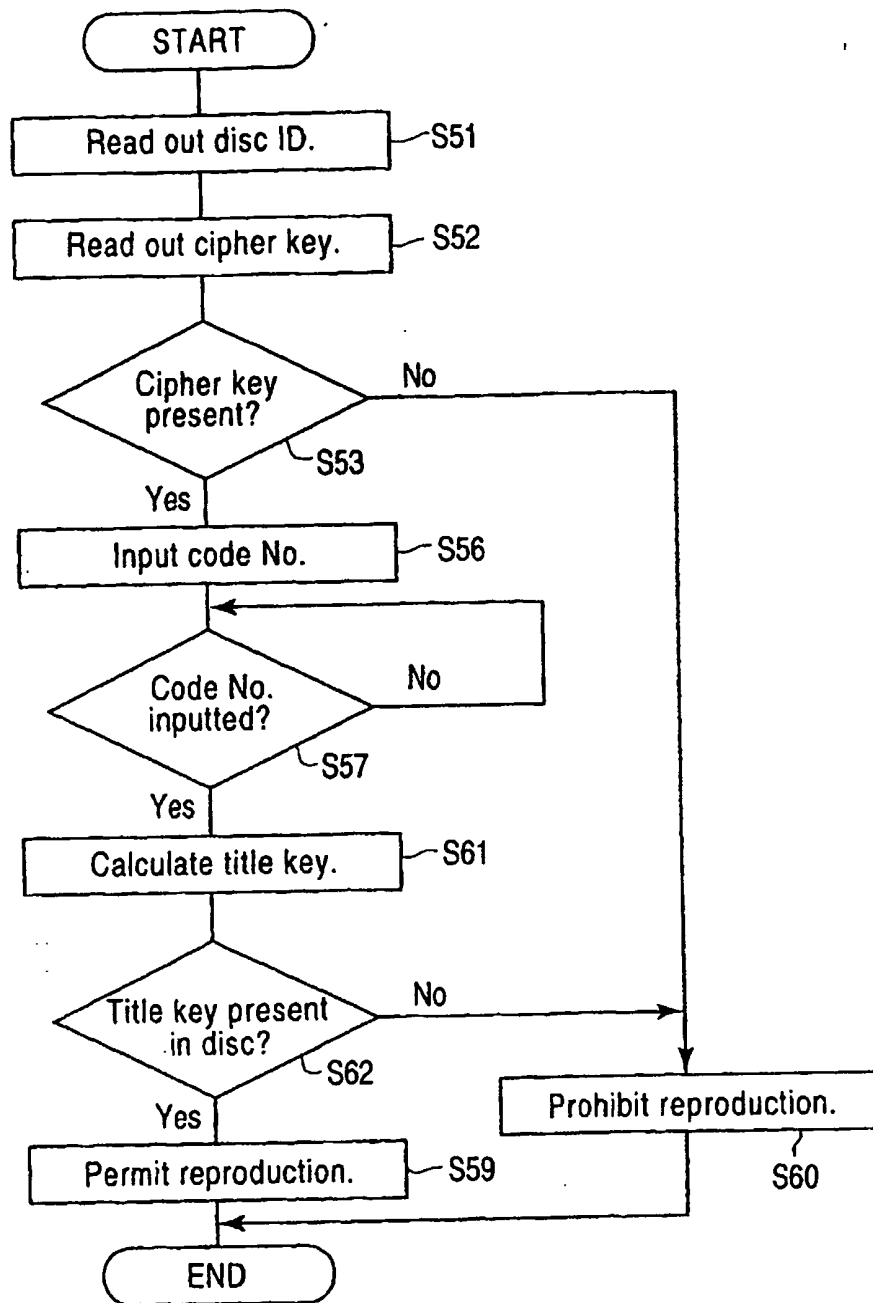 START
Read out disc ID.
S51
Read out cipher key.
S52
Cipher key
present?
No
S53
Yes
Input code No.
S56
Code No.
inputted?
No
S57
Yes
Calculate title key.
S61
Title key present
in disc?
No
S62
Yes
Prohibit reproduction.
S60
Permit reproduction.
S59
END